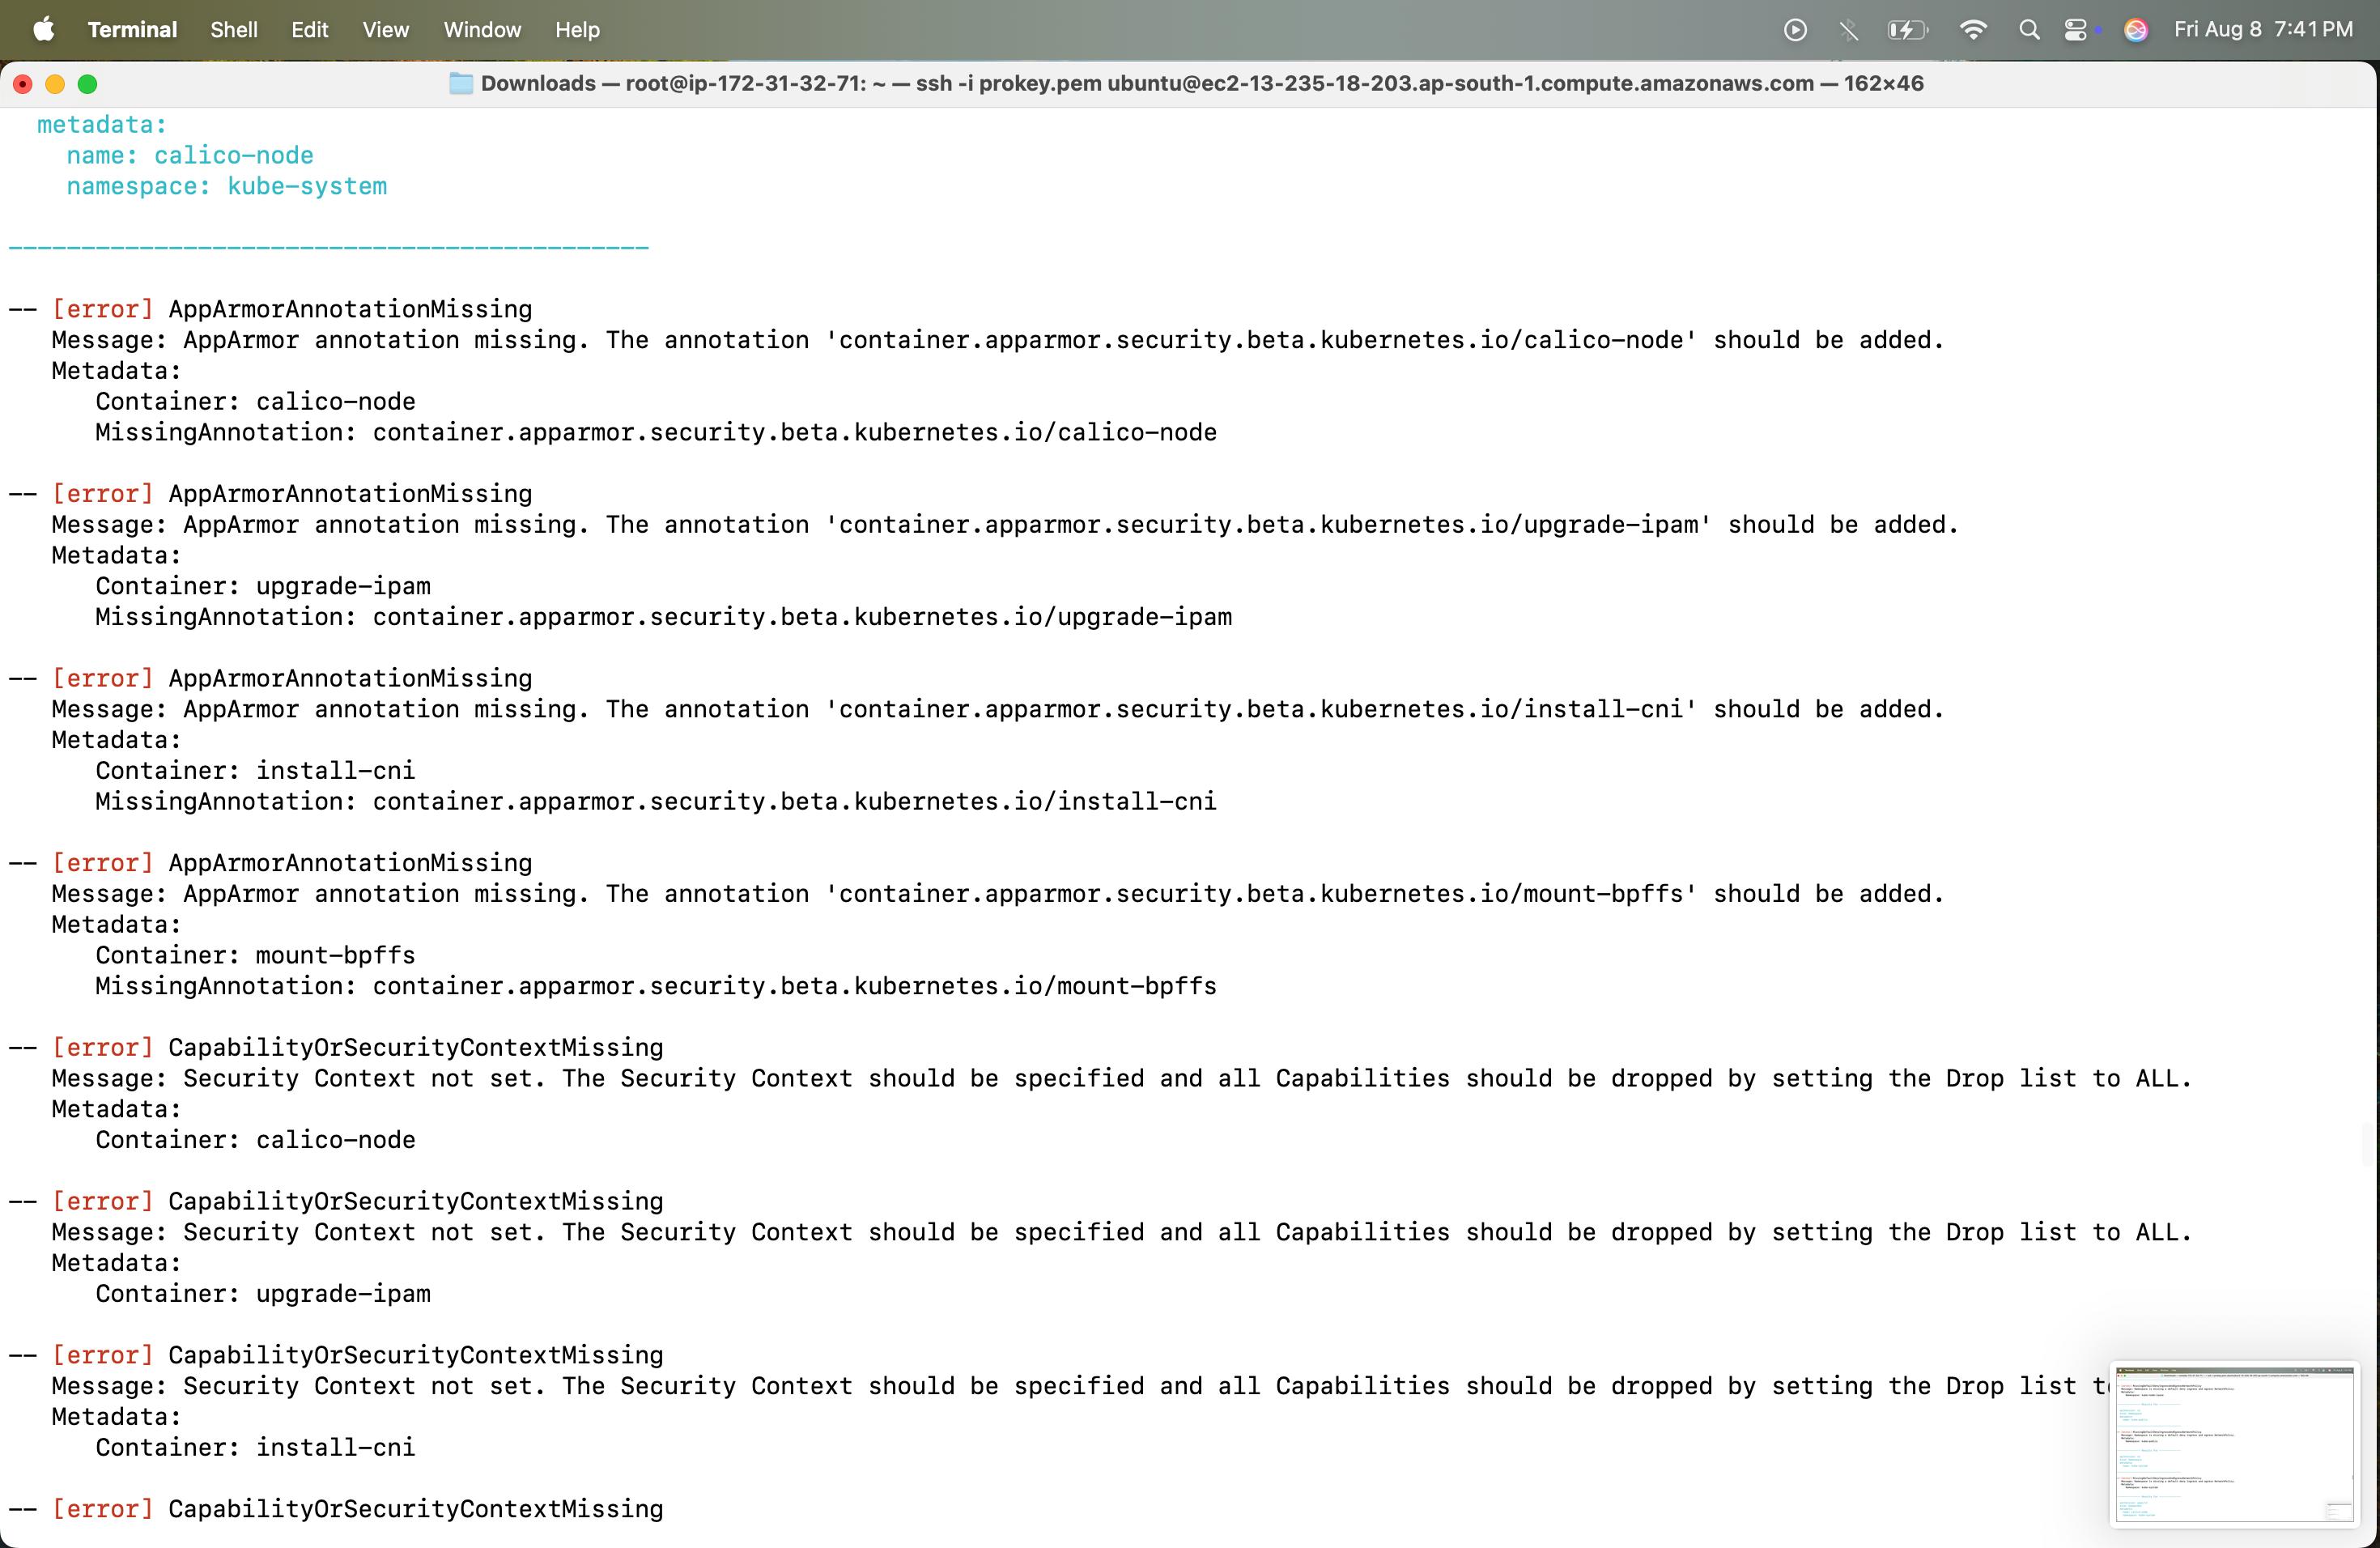 Terminal Shell Edit View Window Help Fri Aug 8 7:41 PM
Downloads — root@ip-172-31-32-71: ~ — ssh -i prokey.pem ubuntu@ec2-13-235-18-203.ap-south-1.compute.amazonaws.com — 162×46
metadata:
name: calico-node
namespace: kube-system
--------------------------------------------
-- [error] AppArmorAnnotationMissing
Message: AppArmor annotation missing. The annotation 'container.apparmor.security.beta.kubernetes.io/calico-node' should be added.
Metadata:
Container: calico-node
MissingAnnotation: container.apparmor.security.beta.kubernetes.io/calico-node
-- [error] AppArmorAnnotationMissing
Message: AppArmor annotation missing. The annotation 'container.apparmor.security.beta.kubernetes.io/upgrade-ipam' should be added.
Metadata:
Container: upgrade-ipam
MissingAnnotation: container.apparmor.security.beta.kubernetes.io/upgrade-ipam
-- [error] AppArmorAnnotationMissing
Message: AppArmor annotation missing. The annotation 'container.apparmor.security.beta.kubernetes.io/install-cni' should be added.
Metadata:
Container: install-cni
MissingAnnotation: container.apparmor.security.beta.kubernetes.io/install-cni
-- [error] AppArmorAnnotationMissing
Message: AppArmor annotation missing. The annotation 'container.apparmor.security.beta.kubernetes.io/mount-bpffs' should be added.
Metadata:
Container: mount-bpffs
MissingAnnotation: container.apparmor.security.beta.kubernetes.io/mount-bpffs
-- [error] CapabilityOrSecurityContextMissing
Message: Security Context not set. The Security Context should be specified and all Capabilities should be dropped by setting the Drop list to ALL.
Metadata:
Container: calico-node
-- [error] CapabilityOrSecurityContextMissing
Message: Security Context not set. The Security Context should be specified and all Capabilities should be dropped by setting the Drop list to ALL.
Metadata:
Container: upgrade-ipam
-- [error] CapabilityOrSecurityContextMissing
Message: Security Context not set. The Security Context should be specified and all Capabilities should be dropped by setting the Drop list
Metadata:
Container: install-cni
-- [error] CapabilityOrSecurityContextMissing